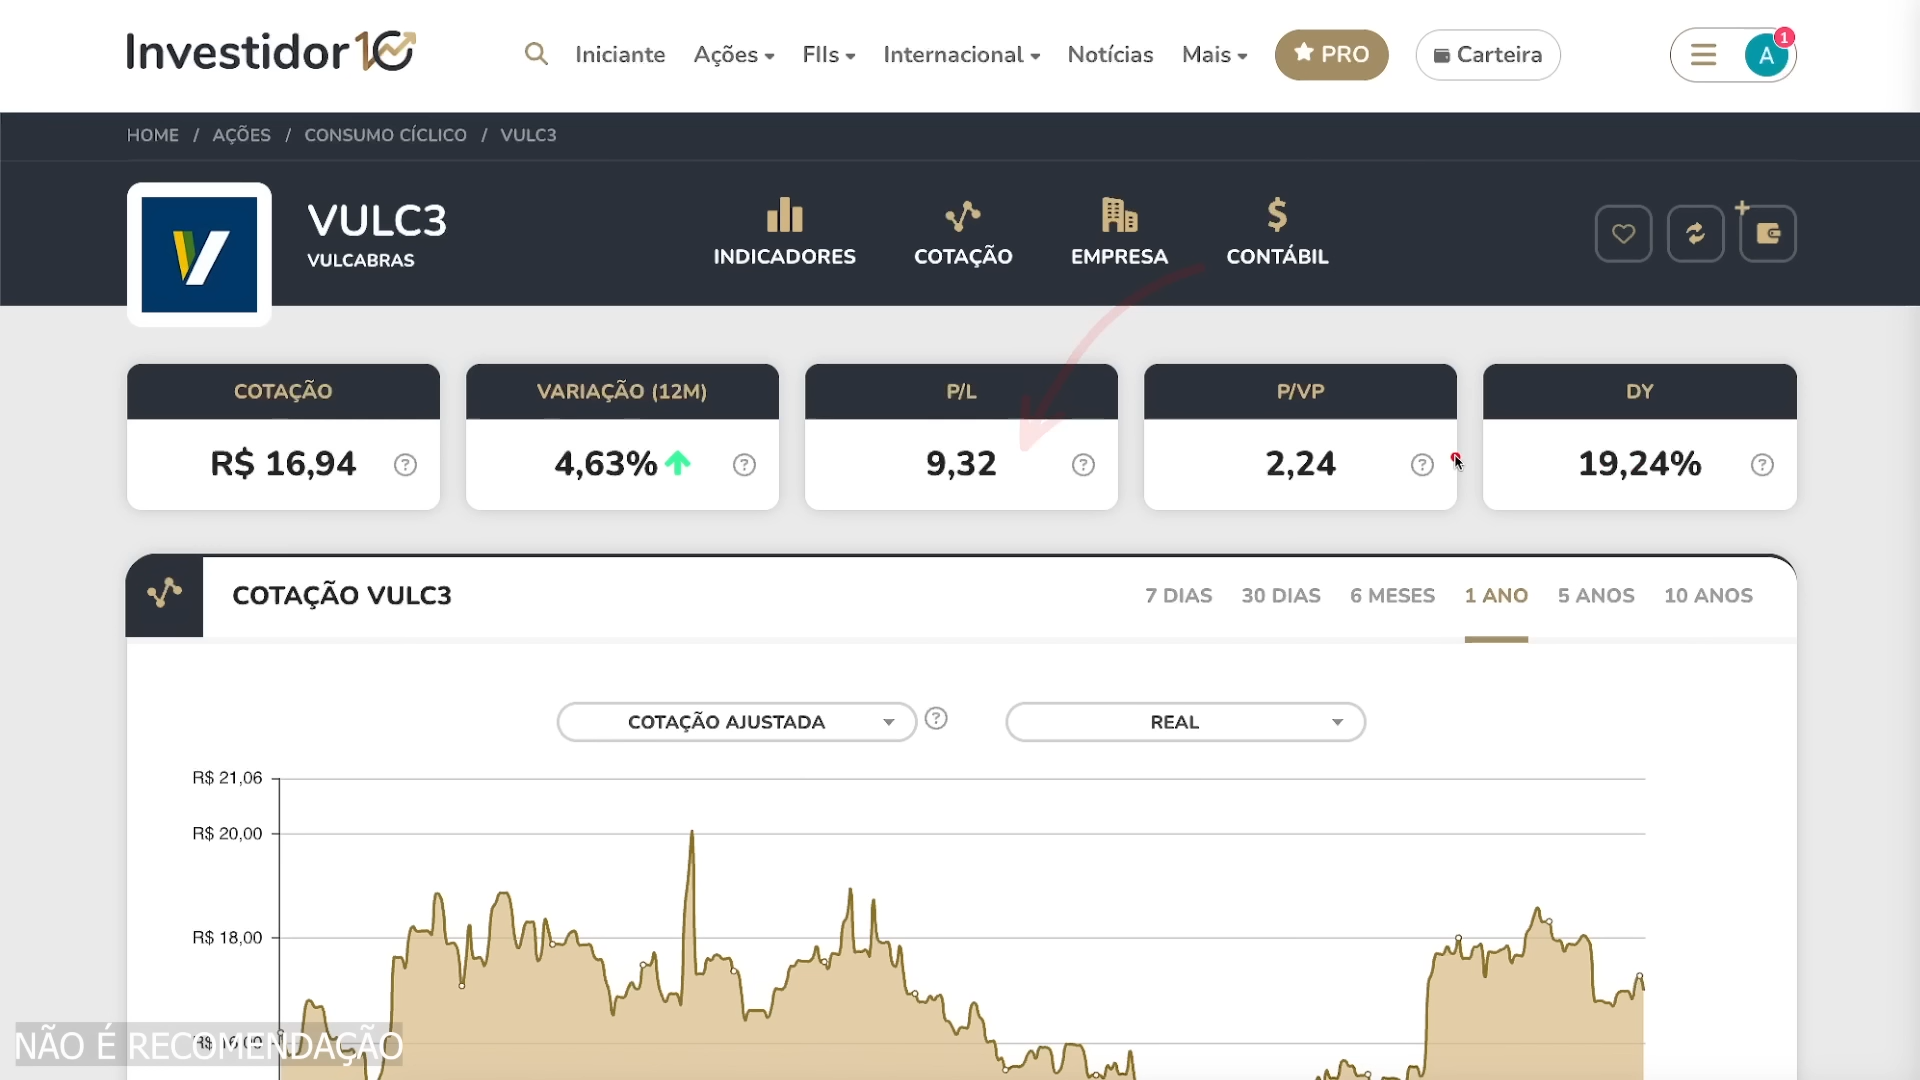 Investidor10
Iniciante Ações FIIs Internacional Notícias Mais PRO Carteira A 1
HOME / AÇÕES / CONSUMO CÍCLICO / VULC3
VULC3
VULCABRAS
INDICADORES COTAÇÃO EMPRESA CONTÁBIL
COTAÇÃO VARIAÇÃO (12M) P/L P/VP DY
R$ 16,94 ? 4,63% ? 9,32 ? 2,24 ? 19,24% ?
COTAÇÃO VULC3 7 DIAS 30 DIAS 6 MESES 1 ANO 5 ANOS 10 ANOS
COTAÇÃO AJUSTADA ? REAL
R$ 21,06
R$ 20,00
R$ 18,00
R$ 16,00
NÃO É RECOMENDAÇÃO